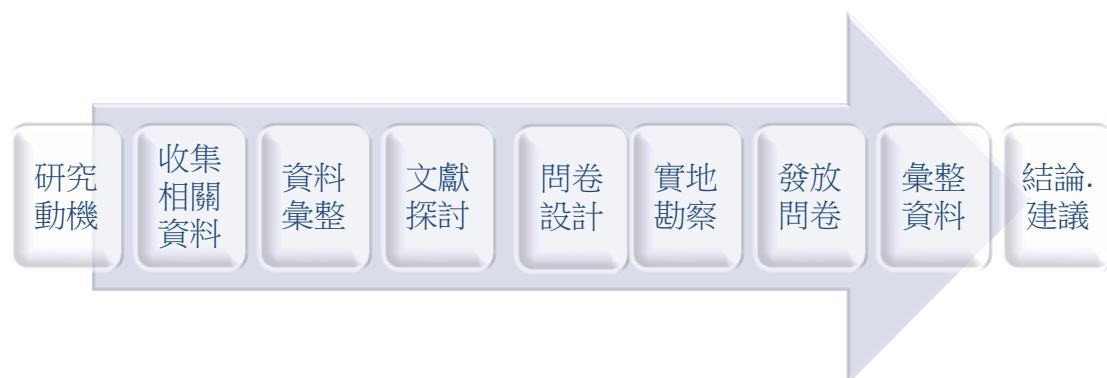 研究
動機
收集
相關
資料
資料
彙整
文獻
探討
問卷
設計
實地
勘察
發放
問卷
彙整
資料
結論.
建議